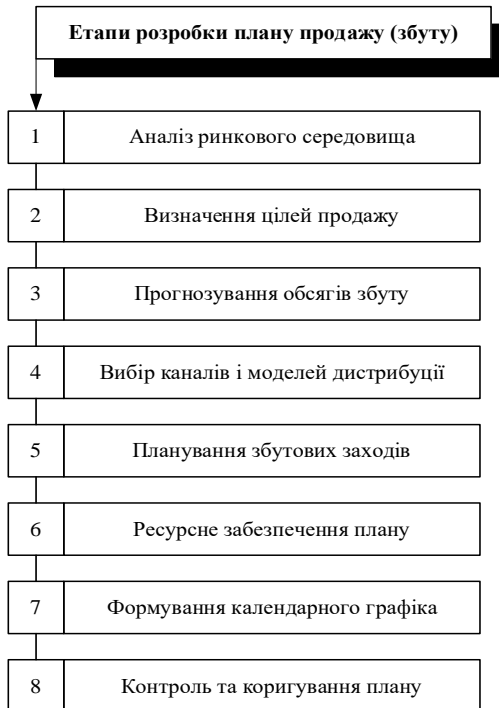 Етапи розробки плану продажу (збуту)
1 Аналіз ринкового середовища
2 Визначення цілей продажу
3 Прогнозування обсягів збуту
4 Вибір каналів і моделей дистрибуції
5 Планування збутових заходів
6 Ресурсне забезпечення плану
7 Формування календарного графіка
8 Контроль та коригування плану